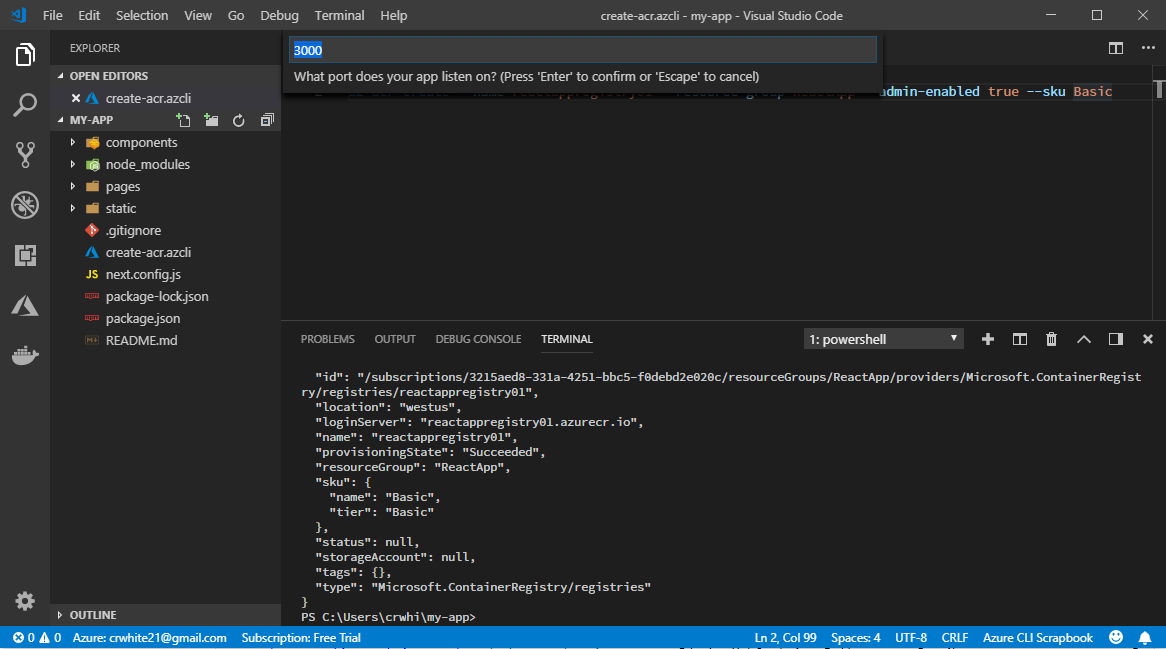 File Edit Selection View Go Debug Terminal Help create-acr.azcli - my-app - Visual Studio Code
EXPLORER
3000
What port does your app listen on? (Press 'Enter' to confirm or 'Escape' to cancel)
OPEN EDITORS
create-acr.azcli
admin-enabled true --sku Basic
MY-APP
components
node_modules
JS
pages
static
.gitignore
create-acr.azcli
JS next.config.js
package-lock.json
package.json
M↓ README.md
OUTLINE
PROBLEMS OUTPUT DEBUG CONSOLE TERMINAL 1: powershell
"id": "/subscriptions/3215aed8-331a-4251-bbc5-f0debd2e020c/resourceGroups/ReactApp/providers/Microsoft.ContainerRegist
ry/registries/reactappregistry01",
"location": "westus",
"loginServer": "reactappregistry01.azurecr.io",
"name": "reactappregistry01",
"provisioningState": "Succeeded",
"resourceGroup": "ReactApp",
"sku": {
"name": "Basic",
"tier": "Basic"
},
"status": null,
"storageAccount": null,
"tags": {},
"type": "Microsoft.ContainerRegistry/registries"
}
PS C:\Users\crwhi\my-app>
0 0 Azure: crwhite21@gmail.com Subscription: Free Trial Ln 2, Col 99 Spaces: 4 UTF-8 CRLF Azure CLI Scrapbook